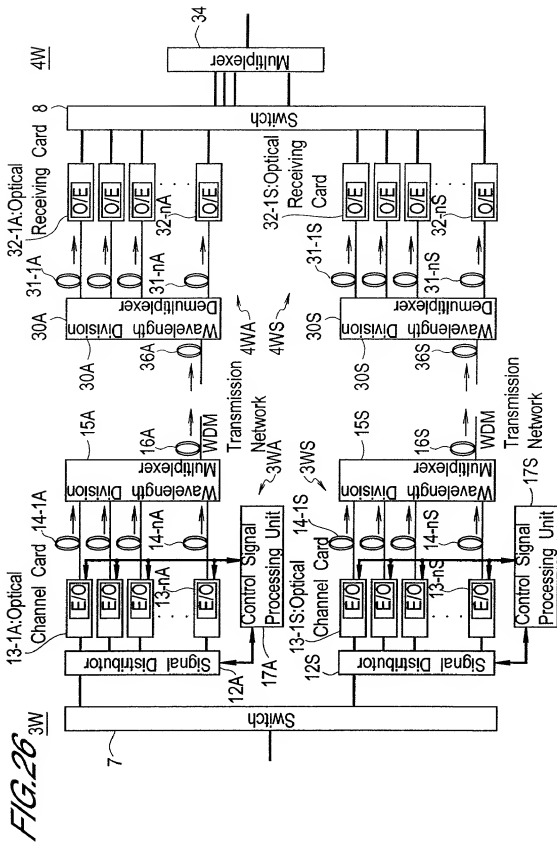 FIG.26
3W
7
Switch
12A
Signal Distributor
13-1A:Optical
Channel Card
E/O
E/O
E/O
E/O
13-nA
17A
Control Signal
Processing Unit
14-1A
14-nA
3WA
15A
Wavelength Division
Multiplexer
16A
WDM
Transmission
Network
36A
30A
30A
Wavelength Division
Demultiplexer
4WA
31-1A
31-nA
32-1A:Optical
Receiving Card
O/E
O/E
O/E
O/E
32-nA
8
Switch
4W
34
Multiplexer
12S
Signal Distributor
13-1S:Optical
Channel Card
E/O
E/O
E/O
E/O
13-nS
Control Signal
Processing Unit
17S
14-1S
14-nS
3WS
15S
Wavelength Division
Multiplexer
16S
WDM
Transmission
Network
36S
30S
30S
Wavelength Division
Demultiplexer
4WS
31-1S
31-nS
32-1S:Optical
Receiving
Card
O/E
O/E
O/E
O/E
32-nS